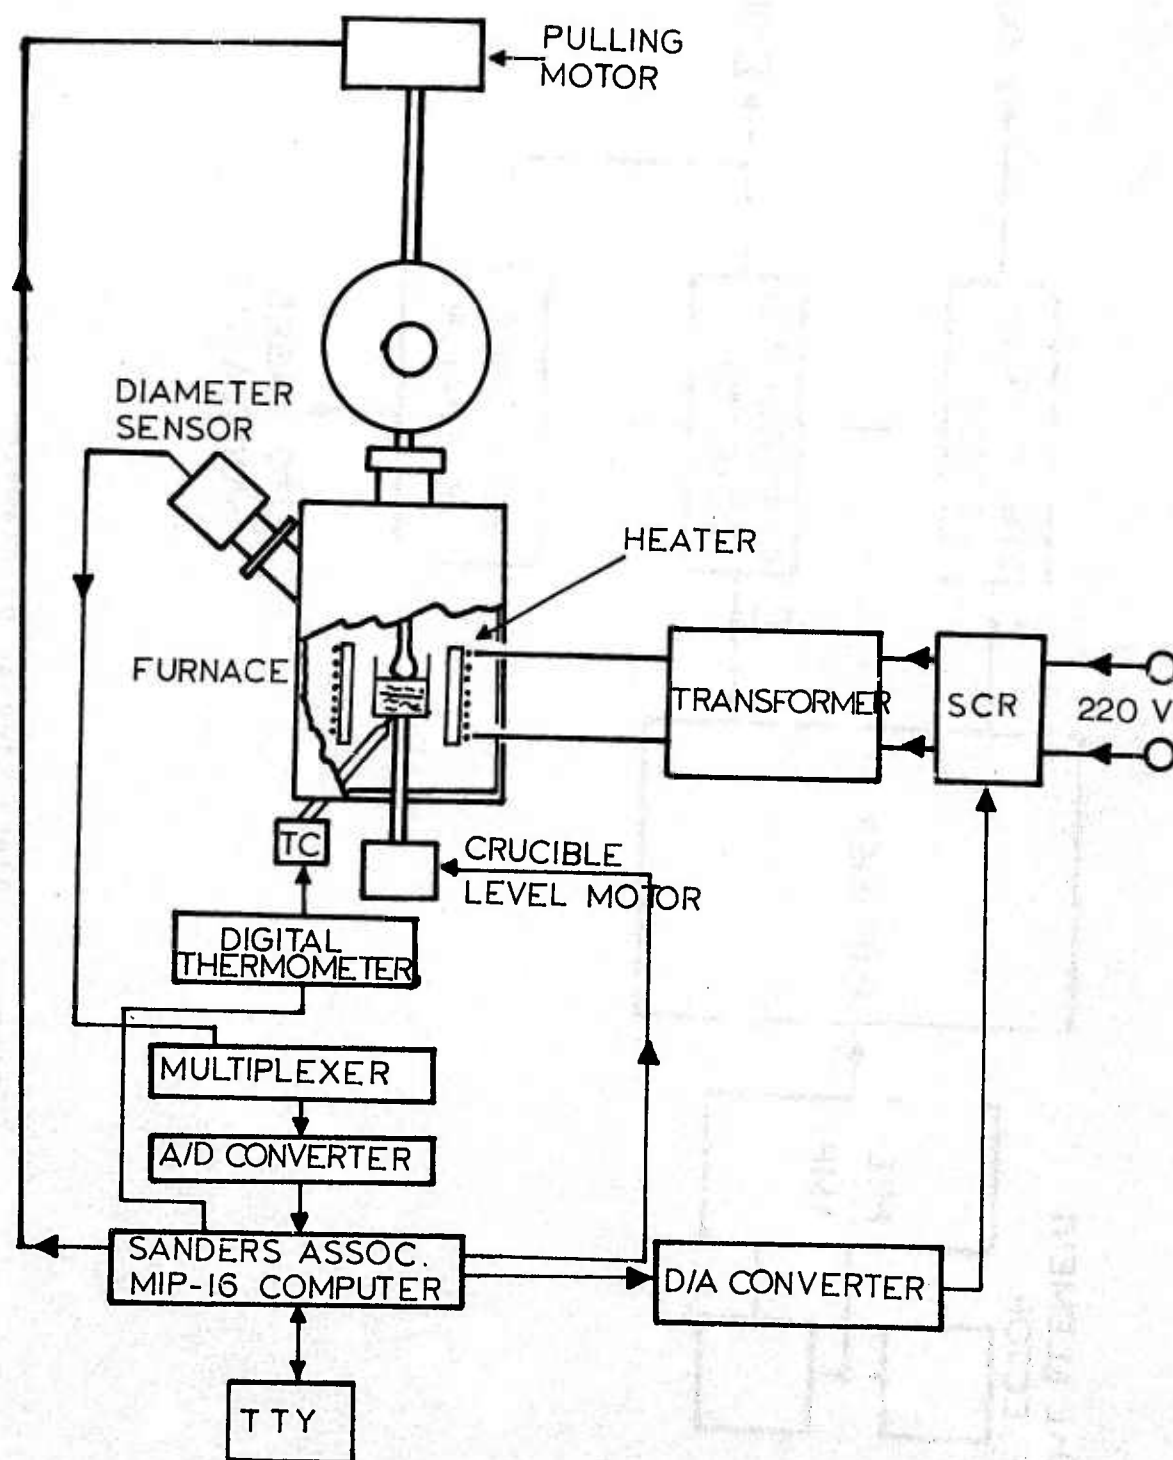 PULLING
MOTOR
DIAMETER
SENSOR
HEATER
FURNACE
TRANSFORMER
SCR
220 V
TC
CRUCIBLE
LEVEL MOTOR
DIGITAL
THERMOMETER
MULTIPLEXER
A/D CONVERTER
SANDERS ASSOC.
MIP-16 COMPUTER
D/A CONVERTER
TTY